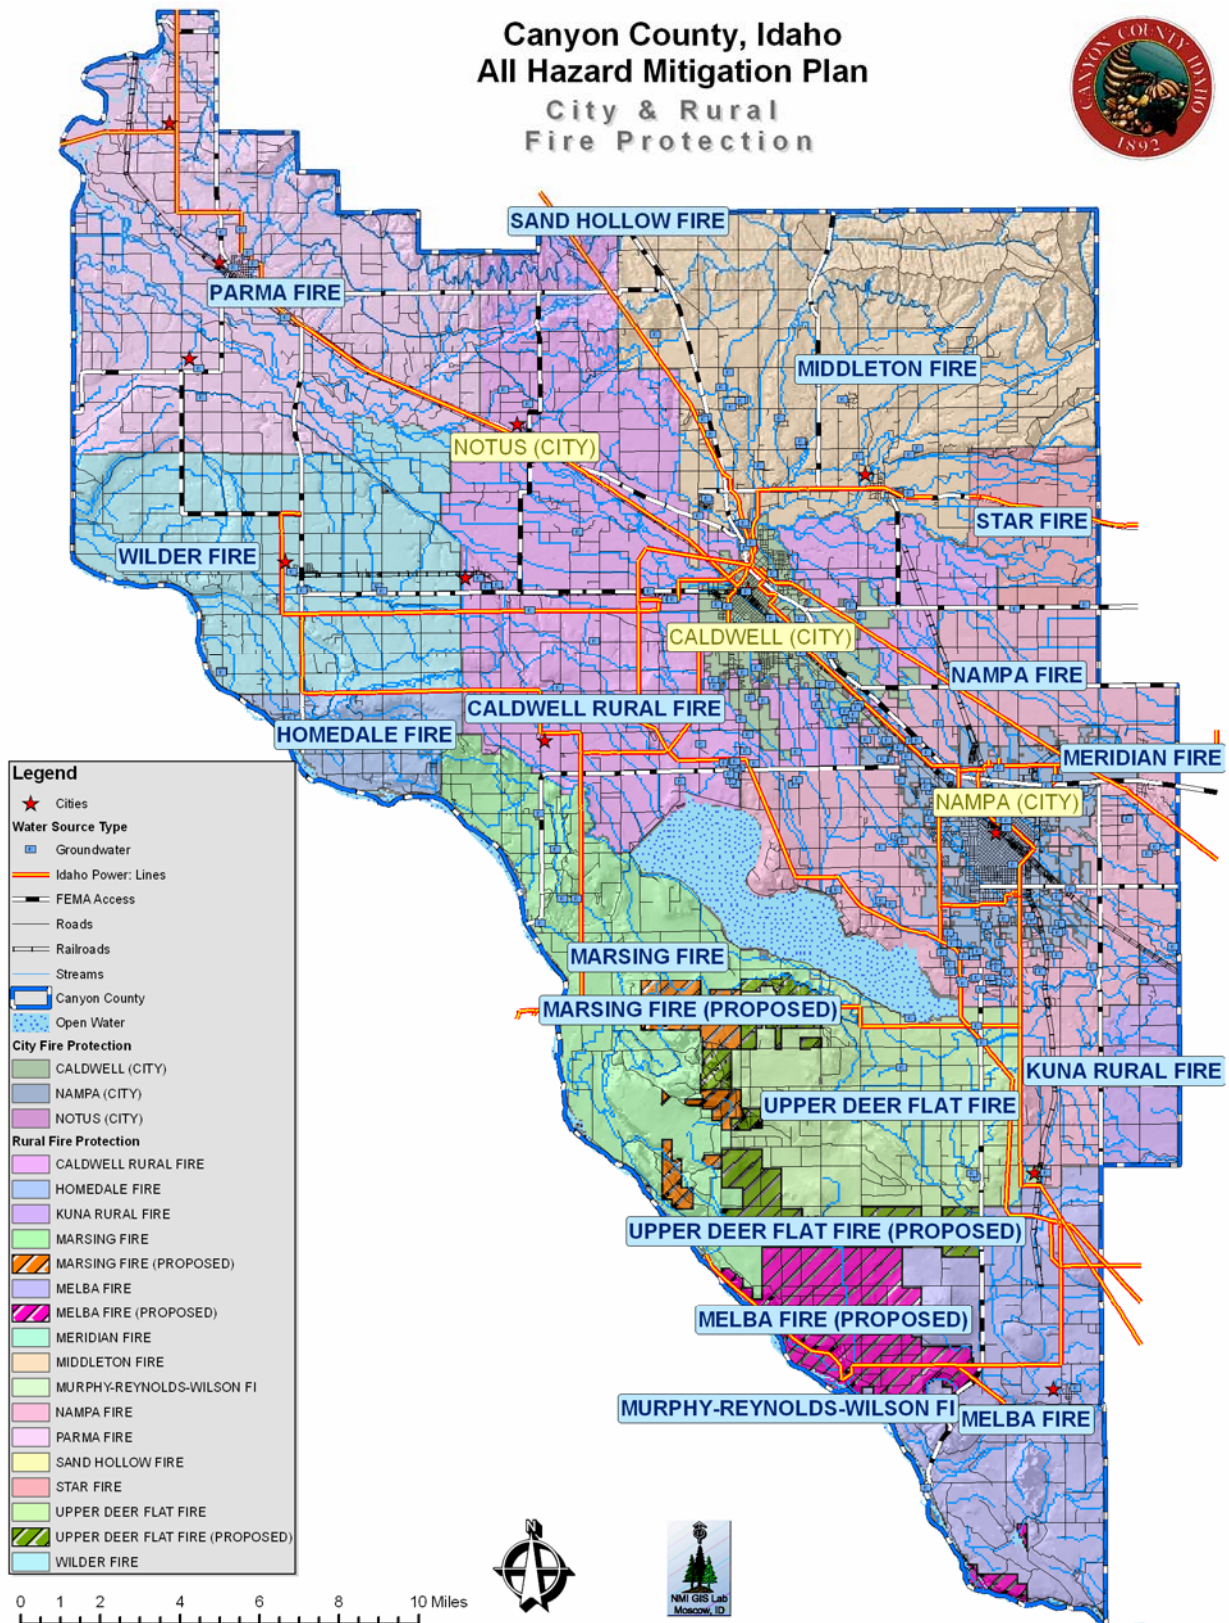 Canyon County, Idaho
All Hazard Mitigation Plan
City & Rural
Fire Protection
CANYON COUNTY IDAHO
1892
SAND HOLLOW FIRE
PARMA FIRE
MIDDLETON FIRE
NOTUS (CITY)
STAR FIRE
WILDER FIRE
CALDWELL (CITY)
NAMPA FIRE
CALDWELL RURAL FIRE
HOMEDALE FIRE
MERIDIAN FIRE
NAMPA (CITY)
MARSING FIRE
MARSING FIRE (PROPOSED)
KUNA RURAL FIRE
UPPER DEER FLAT FIRE
UPPER DEER FLAT FIRE (PROPOSED)
MELBA FIRE (PROPOSED)
MURPHY-REYNOLDS-WILSON FI
MELBA FIRE
Legend
Cities
Water Source Type
Groundwater
Idaho Power: Lines
FEMA Access
Roads
Railroads
Streams
Canyon County
Open Water
City Fire Protection
CALDWELL (CITY)
NAMPA (CITY)
NOTUS (CITY)
Rural Fire Protection
CALDWELL RURAL FIRE
HOMEDALE FIRE
KUNA RURAL FIRE
MARSING FIRE
MARSING FIRE (PROPOSED)
MELBA FIRE
MELBA FIRE (PROPOSED)
MERIDIAN FIRE
MIDDLETON FIRE
MURPHY-REYNOLDS-WILSON FI
NAMPA FIRE
PARMA FIRE
SAND HOLLOW FIRE
STAR FIRE
UPPER DEER FLAT FIRE
UPPER DEER FLAT FIRE (PROPOSED)
WILDER FIRE
N
NMI GIS Lab
Moscow, ID
0 1 2 4 6 8 10 Miles